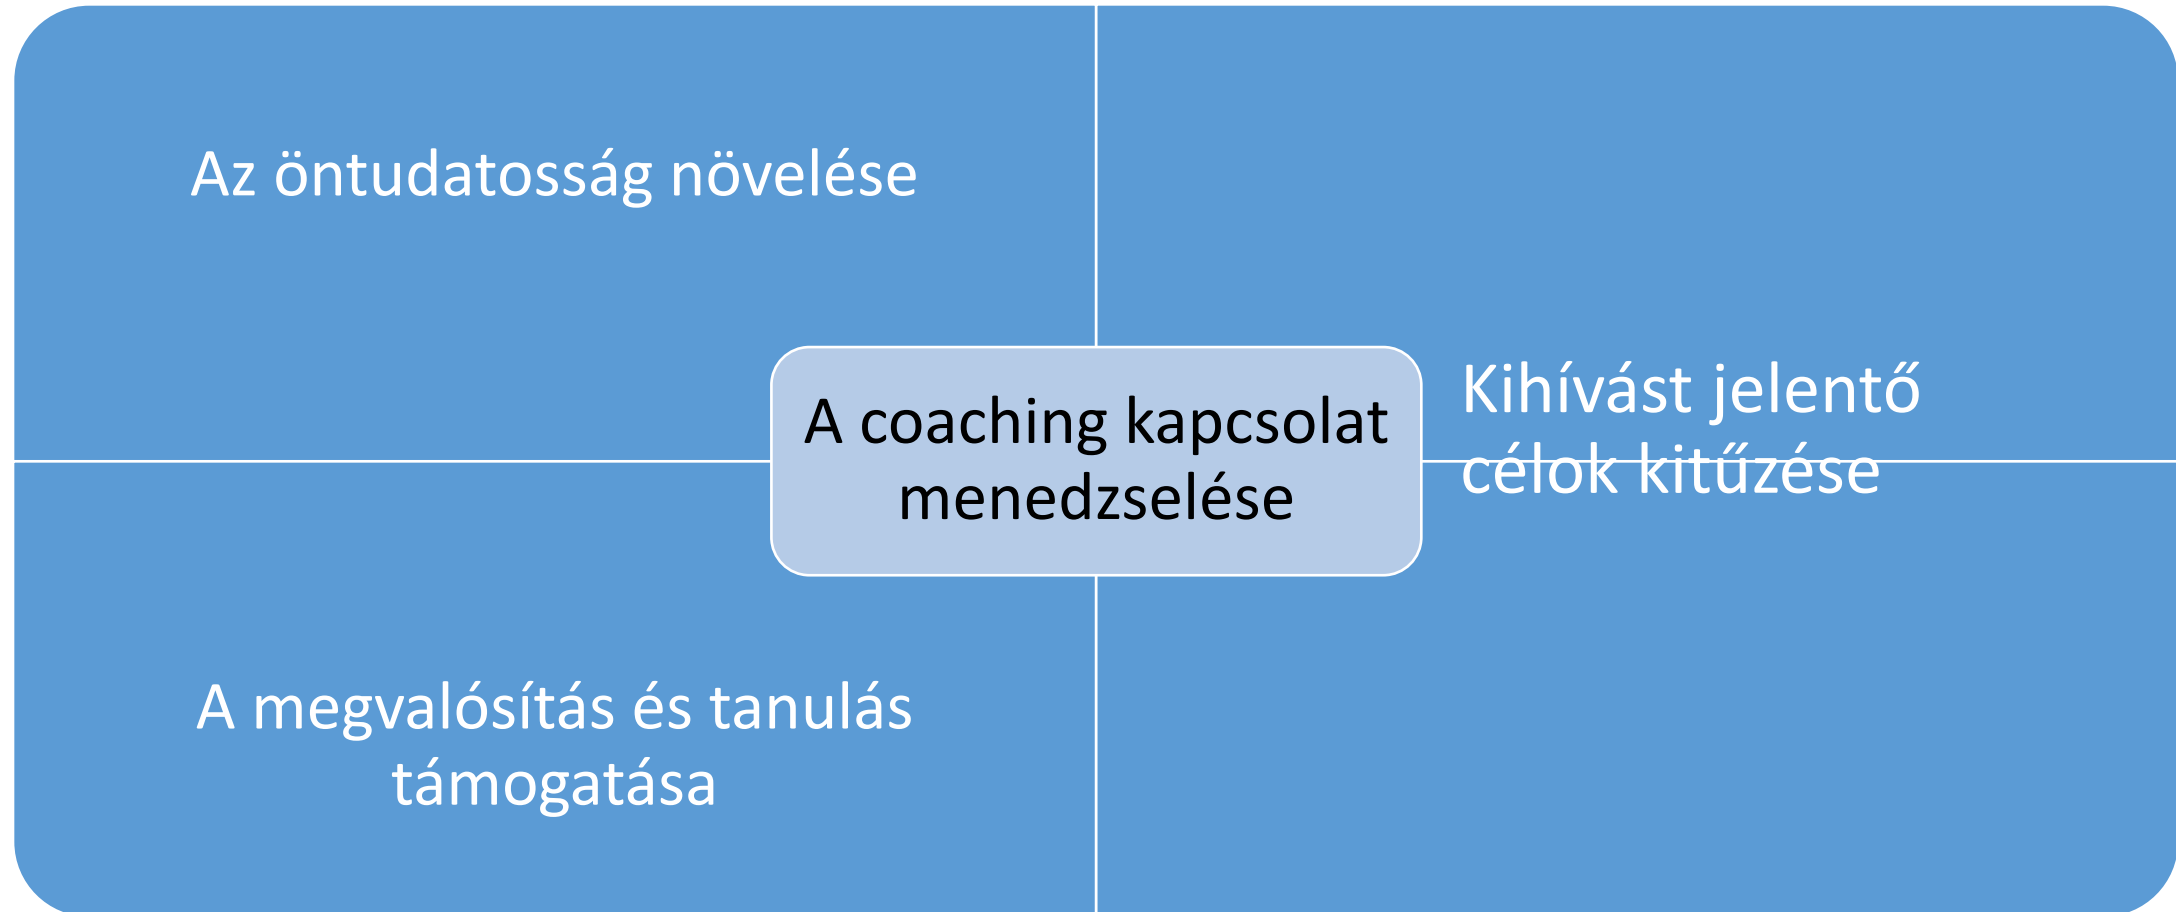 Az öntudatosság növelése
A coaching kapcsolat
menedzselése
Kihívást jelentő
célok kitűzése
A megvalósítás és tanulás
támogatása